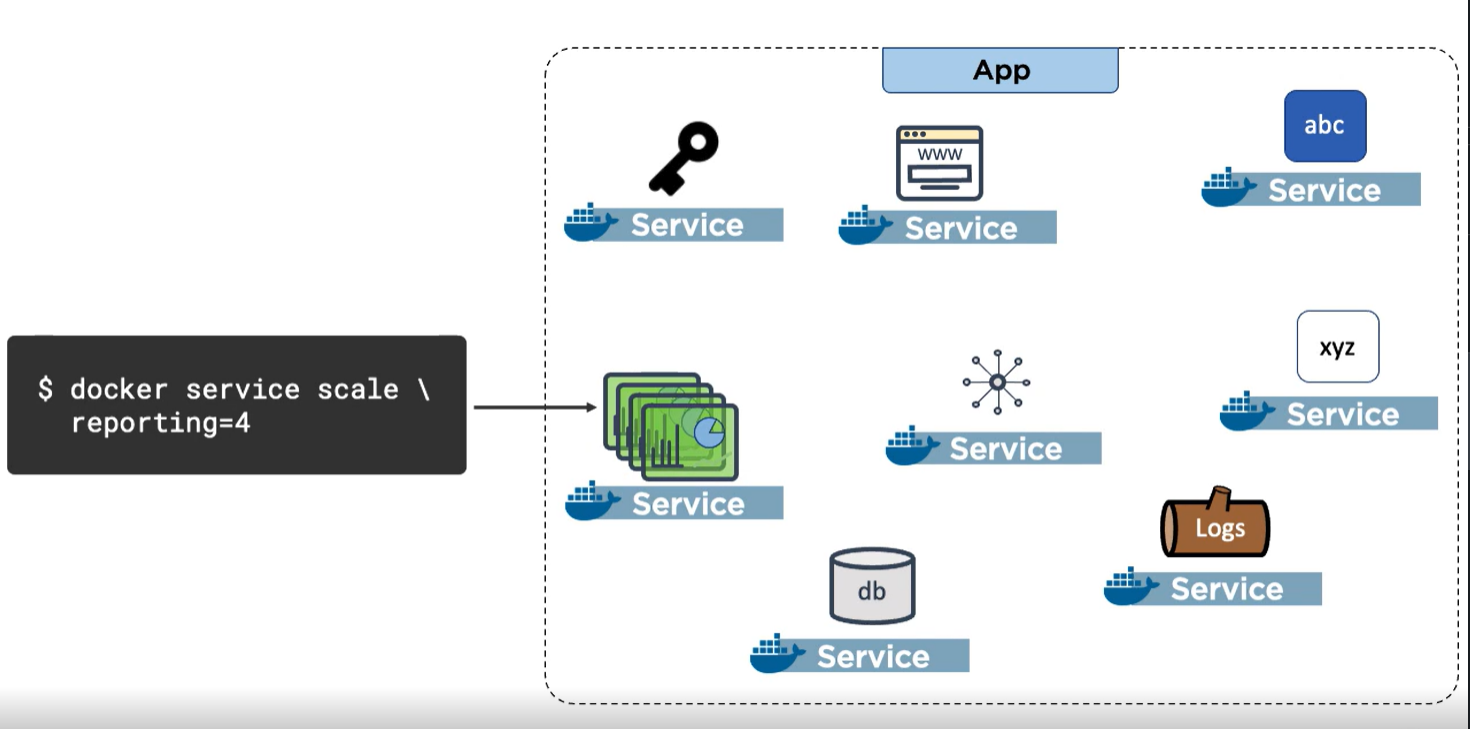 App
abc
Service
www
Service
Service
$ docker service scale \
reporting=4
xyz
Service
Service
Service
Logs
Service
db
Service